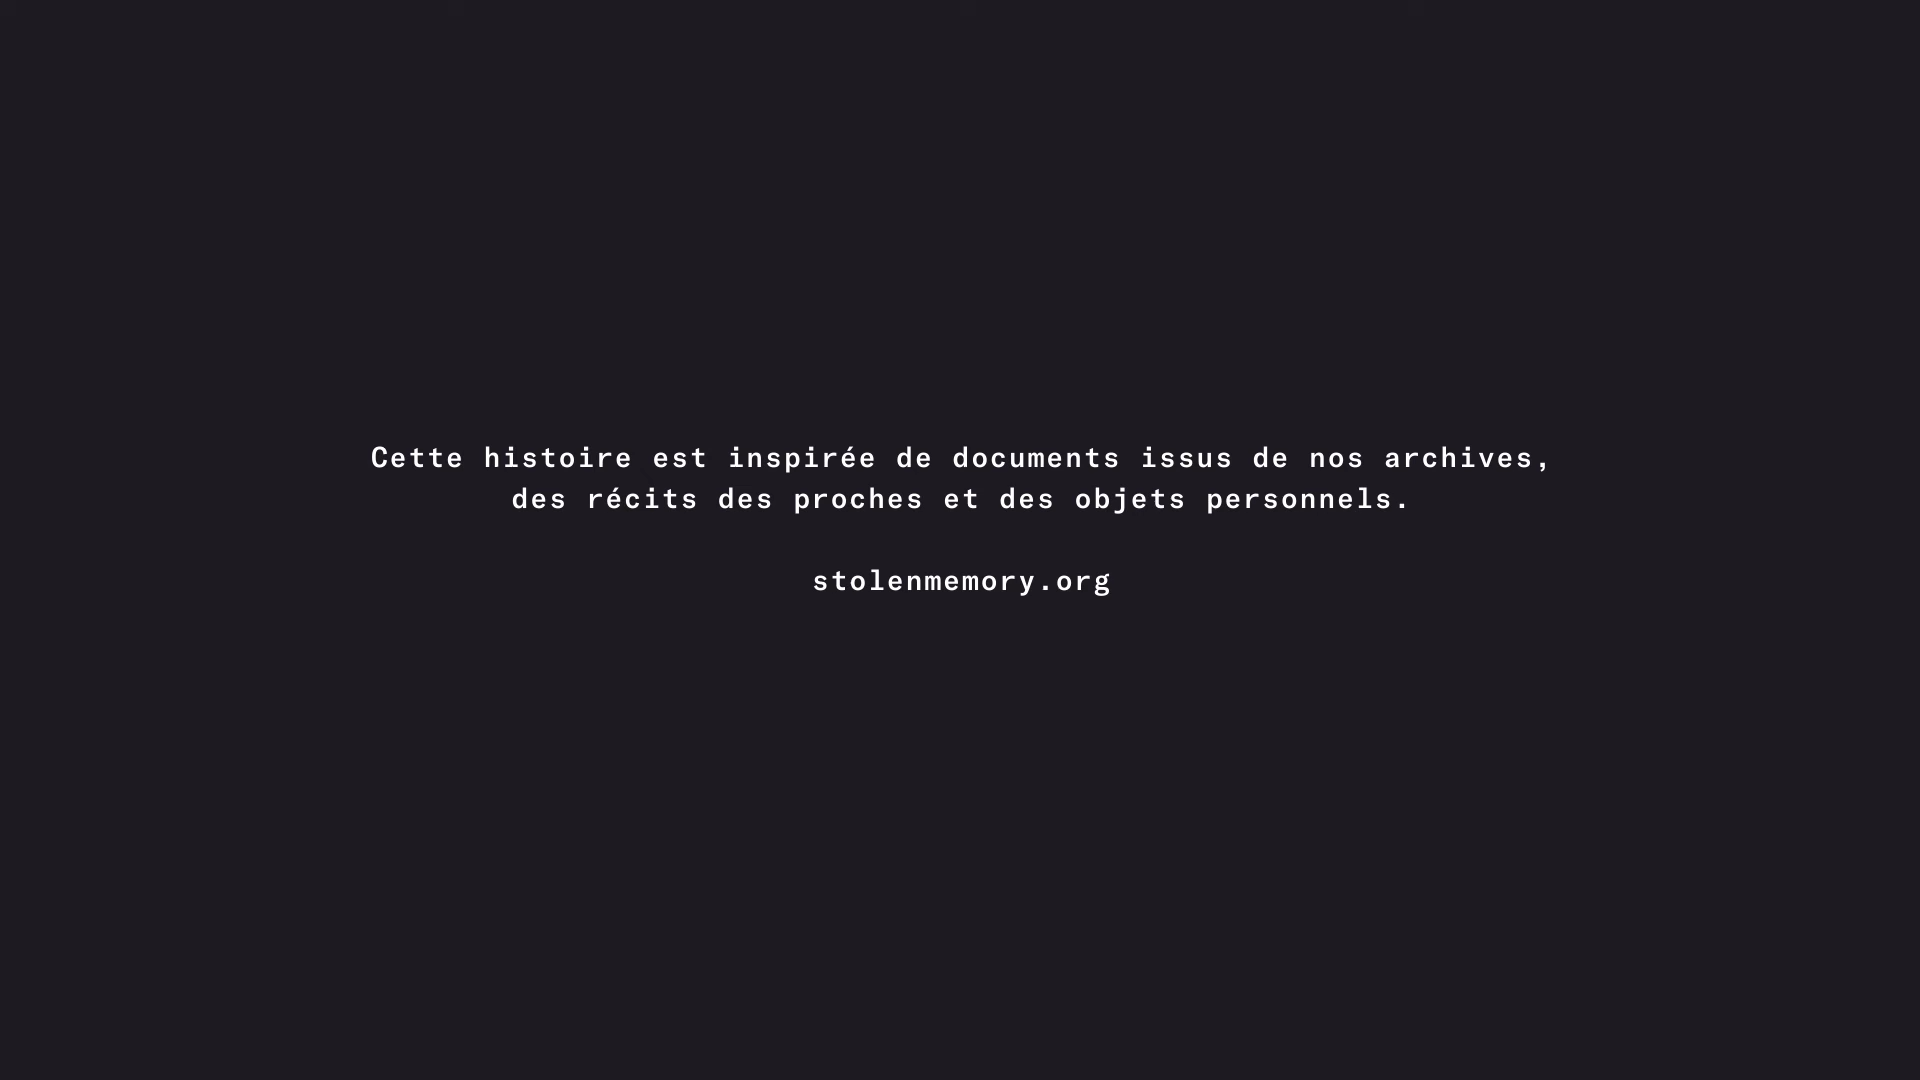 Cette histoire est inspirée de documents issus de nos archives,
des récits des proches et des objets personnels.
stolenmemory.org